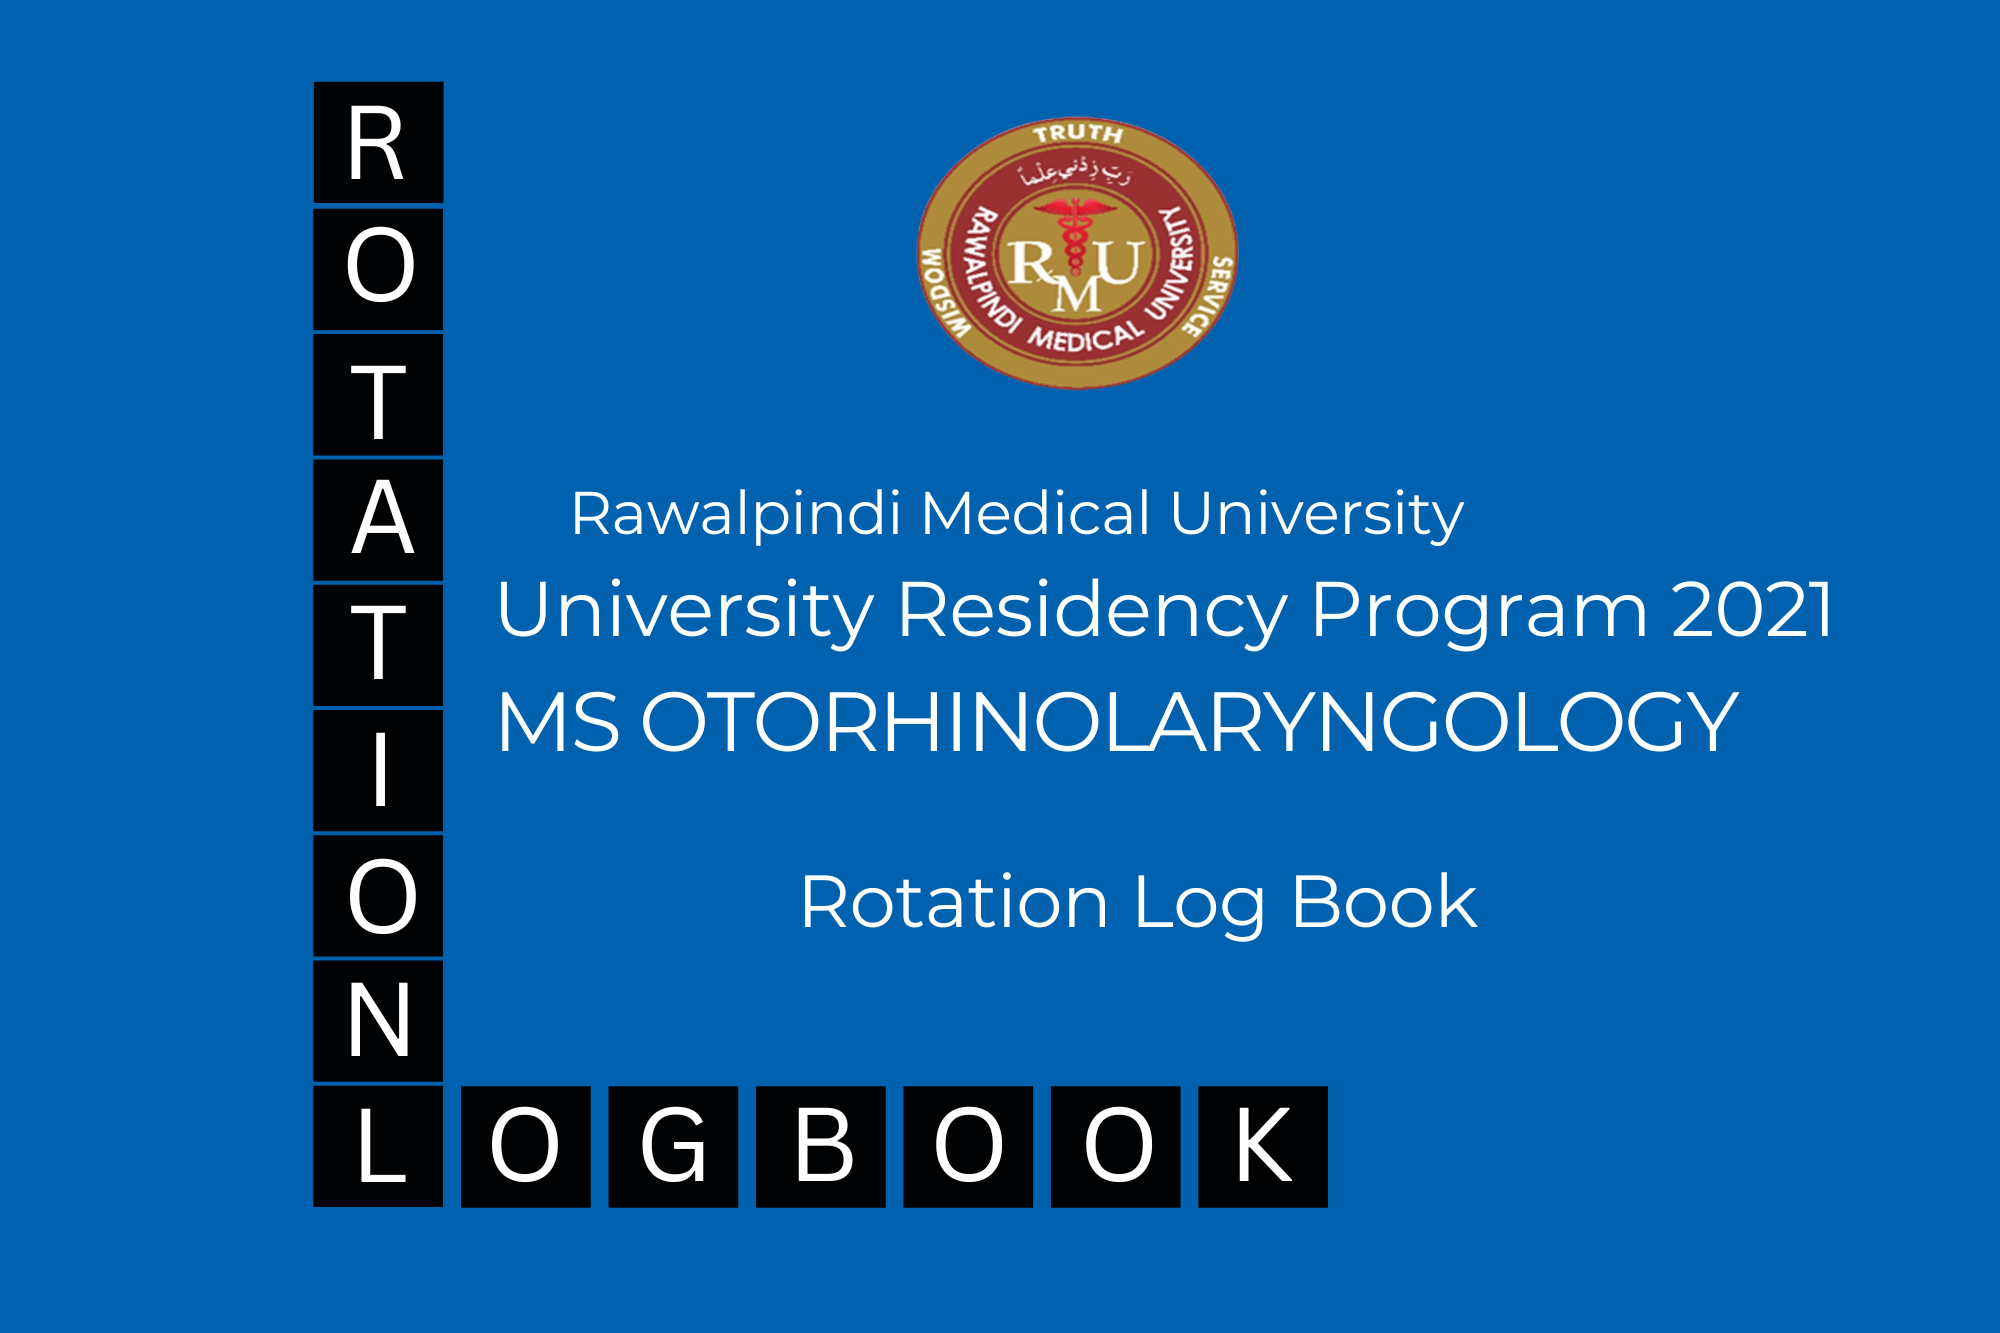 ROTATION
TRUTH
رَبِّ زِدْنِي عِلْماً
WISDOM
SERVICE
RAWALPINDI MEDICAL UNIVERSITY
RMU
Rawalpindi Medical University
University Residency Program 2021
MS OTORHINOLARYNGOLOGY
Rotation Log Book
LOGBOOK